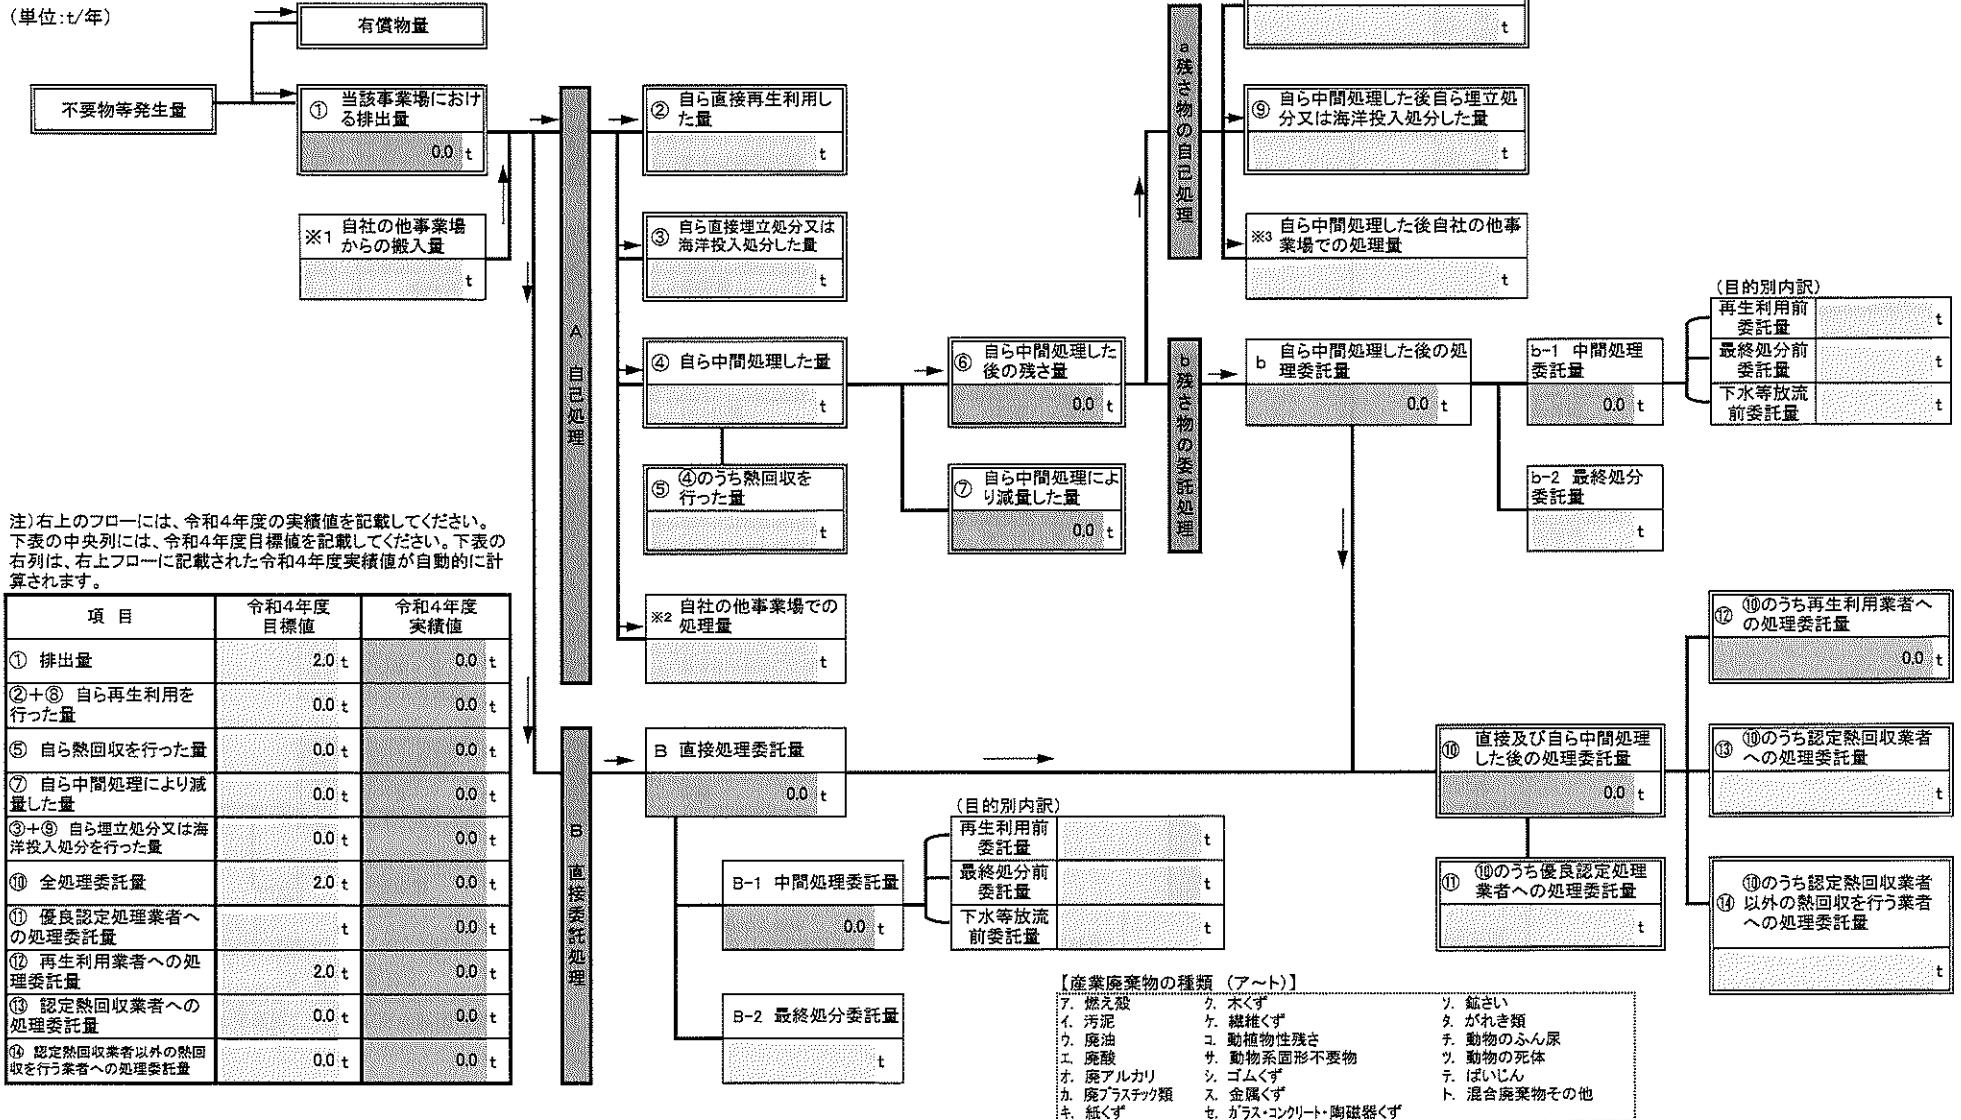 (単位:t/年)
有償物量
不要物等発生量
① 当該事業場におけ
る排出量
0.0 t
※1 自社の他事業場
からの搬入量
t
A 自己処理
② 自ら直接再生利用し
た量
t
③ 自ら直接埋立処分又は
海洋投入処分した量
t
④ 自ら中間処理した量
t
⑤ ④のうち熱回収を
行った量
t
※2 自社の他事業場での
処理量
t
⑥ 自ら中間処理した
後の残さ量
0.0 t
⑦ 自ら中間処理によ
り減量した量
0.0 t
a 残さ物の自己処理
t
⑨ 自ら中間処理した後自ら埋立処
分又は海洋投入処分した量
t
※3 自ら中間処理した後自社の他事
業場での処理量
t
b 残さ物の委託処理
b 自ら中間処理した後の処
理委託量
0.0 t
b-1 中間処理
委託量
0.0 t
b-2 最終処分
委託量
t
(目的別内訳)
再生利用前
委託量 t
最終処分前
委託量 t
下水等放流
前委託量 t
注)右上のフローには、令和4年度の実績値を記載してください。
下表の中央列には、令和4年度目標値を記載してください。下表の
右列は、右上フローに記載された令和4年度実績値が自動的に計
算されます。
項 目 令和4年度 目標値 令和4年度 実績値
① 排出量 2.0 t 0.0 t
②+⑧ 自ら再生利用を
行った量 0.0 t 0.0 t
⑤ 自ら熱回収を行った量 0.0 t 0.0 t
⑦ 自ら中間処理により減
量した量 0.0 t 0.0 t
③+⑨ 自ら埋立処分又は海
洋投入処分を行った量 0.0 t 0.0 t
⑩ 全処理委託量 2.0 t 0.0 t
⑪ 優良認定処理業者へ
の処理委託量 t 0.0 t
⑫ 再生利用業者への処
理委託量 2.0 t 0.0 t
⑬ 認定熱回収業者への
処理委託量 0.0 t 0.0 t
⑭ 認定熱回収業者以外の熱回
収を行う業者への処理委託量 0.0 t 0.0 t
B 直接委託処理
B 直接処理委託量
0.0 t
B-1 中間処理委託量
0.0 t
B-2 最終処分委託量
t
(目的別内訳)
再生利用前
委託量 t
最終処分前
委託量 t
下水等放流
前委託量 t
⑩ 直接及び自ら中間処理
した後の処理委託量
0.0 t
⑪ ⑩のうち優良認定処理
業者への処理委託量
t
⑫ ⑩のうち再生利用業者へ
の処理委託量
0.0 t
⑬ ⑩のうち認定熱回収業者
への処理委託量
t
⑭ ⑩のうち認定熱回収業者
以外の熱回収を行う業者
への処理委託量
t
【産業廃棄物の種類 (ア～ト)】
ア. 燃え殻 ク. 木くず ソ. 鉱さい
イ. 汚泥 ケ. 繊維くず タ. がれき類
ウ. 廃油 コ. 動植物性残さ チ. 動物のふん尿
エ. 廃酸 サ. 動物系固形不要物 ツ. 動物の死体
オ. 廃アルカリ シ. ゴムくず テ. ばいじん
カ. 廃プラスチック類 ス. 金属くず ト. 混合廃棄物その他
キ. 紙くず セ. ガラス・コンクリート・陶磁器くず